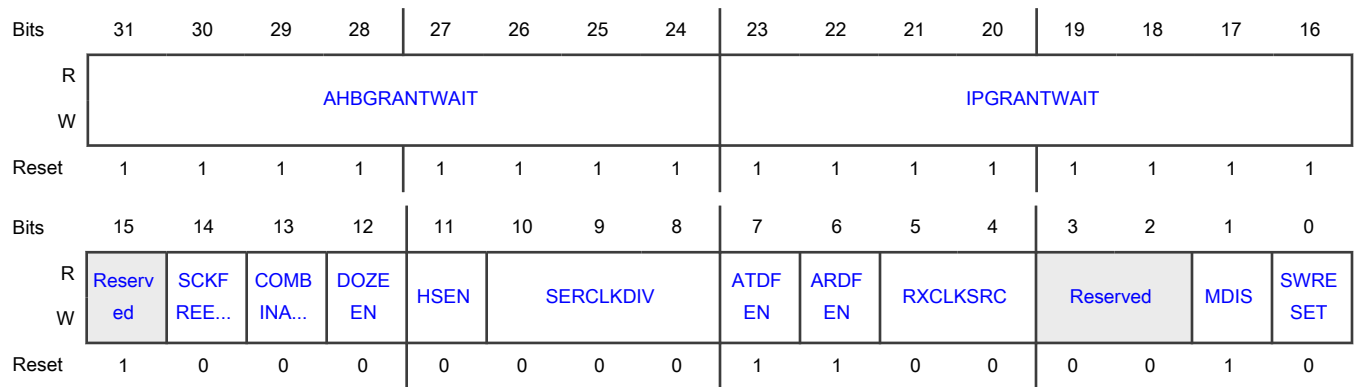 Bits 31 30 29 28 27 26 25 24 23 22 21 20 19 18 17 16
R
AHBGRANTWAIT IPGRANTWAIT
W
Reset 1 1 1 1 1 1 1 1 1 1 1 1 1 1 1 1
Bits 15 14 13 12 11 10 9 8 7 6 5 4 3 2 1 0
R Reserv SCKF COMB DOZE HSEN SERCLKDIV ATDF ARDF RXCLKSRC Reserved MDIS SWRE
W ed REE... INA... EN EN EN SET
Reset 1 0 0 0 0 0 0 0 1 1 0 0 0 0 1 0